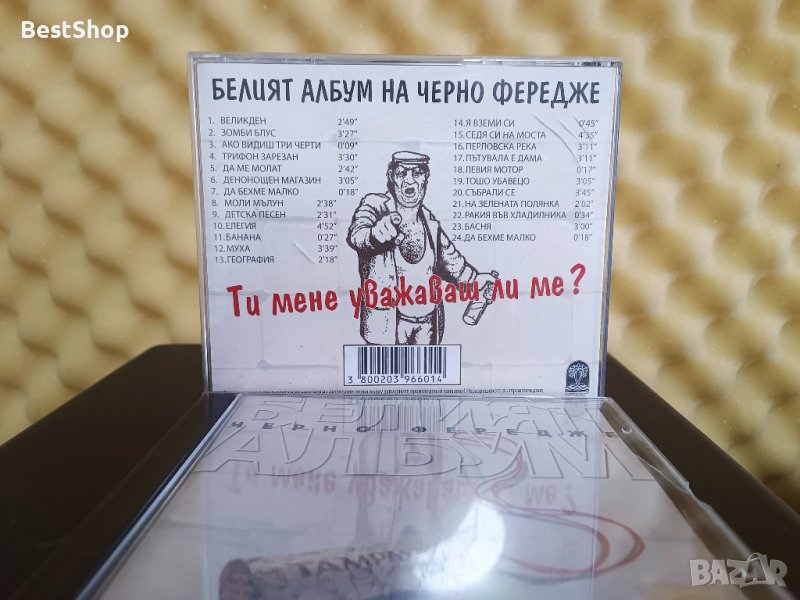 BestShop
БЕЛИЯТ АЛБУМ НА ЧЕРНО ФЕРЕДЖЕ
1. ВЕЛИКДЕН 2'49"
2. ЗОМБИ БЛУС 3'27"
3. АКО ВИДИШ ТРИ ЧЕРТИ 0'09"
4. ТРИФОН ЗАРЕЗАН 3'30"
5. ДА МЕ МОЛАТ 2'42"
6. ДЕНОНОЩЕН МАГАЗИН 3'05"
7. ДА БЕХМЕ МАЛКО 0'18"
8. МОЛИ МЪЛУН 2'38"
9. ДЕТСКА ПЕСЕН 2'31"
10.ЕЛЕГИЯ 4'52"
11.БАНАНА 0'27"
12.МУХА 3'39"
13.ГЕОГРАФИЯ 2'18"
14.Я ВЗЕМИ СИ 0'45"
15.СЕДЯ СИ НА МОСТА 4'35"
16.ПЕРЛОВСКА РЕКА 3'11"
17.ПЪТУВАЛА Е ДАМА 3'11"
18.ЛЕВИЯ МОТОР 0'17"
19.ТОШО УБАВЕЦО 3'05"
20.СЪБРАЛИ СЕ 3'45"
21.НА ЗЕЛЕНАТА ПОЛЯНКА 2'02"
22.РАКИЯ ВЪВ ХЛАДИЛНИКА 0'34"
23.БАСНЯ 3'00"
24.ДА БЕХМЕ МАЛКО 0'18"
Ти мене уважаваш ли ме?
3 800203 966014
БЕЛИЯТ
ЧЕРНО ФЕРЕДЖЕ
АЛБУМ
Ти мене уважаваш ме?
BAZAR